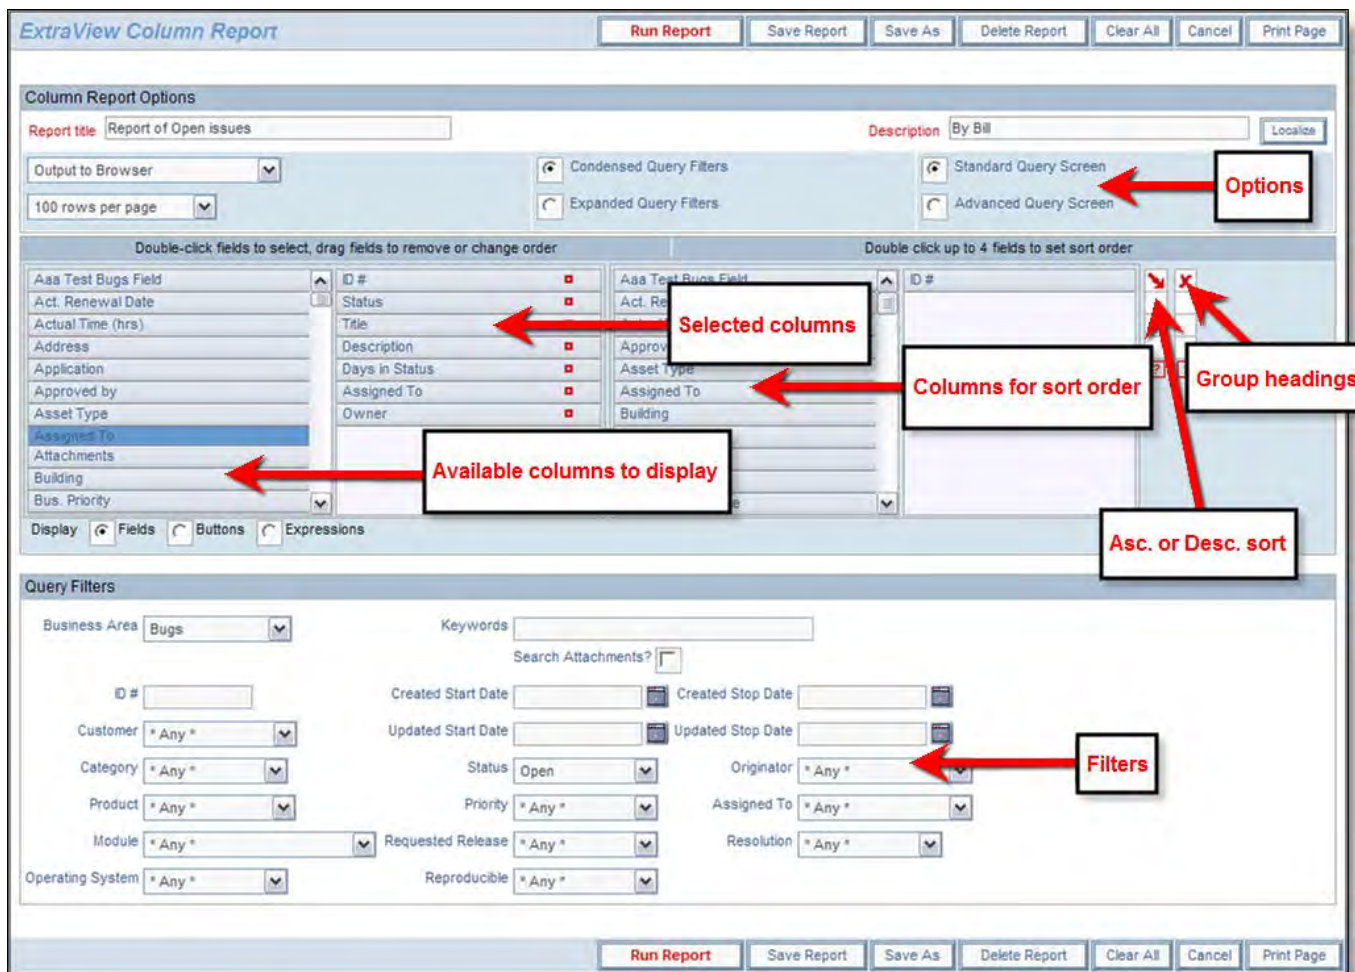 ExtraView Column Report
Run Report Save Report Save As Delete Report Clear All Cancel Print Page
Column Report Options
Report title Report of Open issues Description By Bill Localize
Output to Browser Condensed Query Filters Standard Query Screen
Options
100 rows per page Expanded Query Filters Advanced Query Screen
Double-click fields to select, drag fields to remove or change order Double click up to 4 fields to set sort order
Aaa Test Bugs Field ID # Aaa Test Bugs Field ID #
Act. Renewal Date Status Act. Re
Selected columns
Actual Time (hrs) Title
Address Description Approv
Application Days in Status Asset Type
Group headings
Columns for sort order
Approved by Assigned To Assigned To
Asset Type Owner Building
Assigned To
Attachments
Available columns to display
Building
Bus. Priority
Display Fields Buttons Expressions
Asc. or Desc. sort
Query Filters
Business Area Bugs Keywords
Search Attachments?
ID # Created Start Date Created Stop Date
Customer * Any * Updated Start Date Updated Stop Date
Category * Any * Status Open Originator * Any *
Filters
Product * Any * Priority * Any * Assigned To * Any *
Module * Any * Requested Release * Any * Resolution * Any *
Operating System * Any * Reproducible * Any *
Run Report Save Report Save As Delete Report Clear All Cancel Print Page